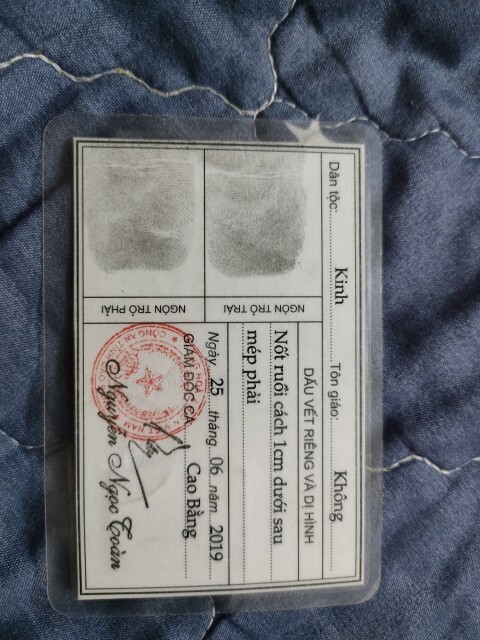 Dân tộc: Kinh Tôn giáo: Không
NGÓN TRỎ TRÁI
NGÓN TRỎ PHẢI
DẤU VẾT RIÊNG VÀ DỊ HÌNH
Nốt ruồi cách 1cm dưới sau
mép phải
Ngày 25 tháng 06 năm 2019
GIÁM ĐỐC CA Cao Bằng
Nguyễn Ngọc Toàn